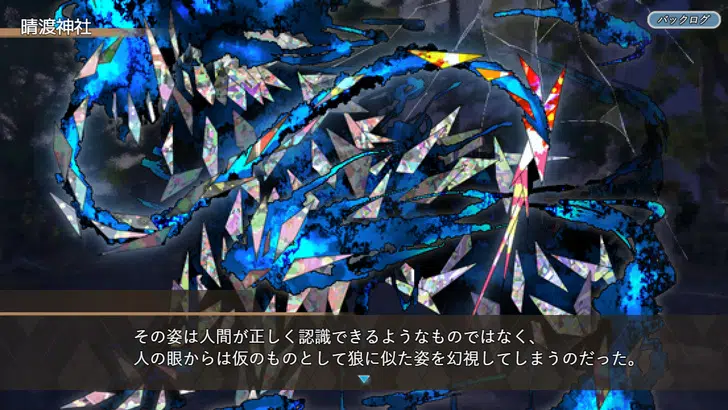 晴渡神社
バックログ
その姿は人間が正しく認識できるようなものではなく、
人の眼からは仮のものとして狼に似た姿を幻視してしまうのだった。